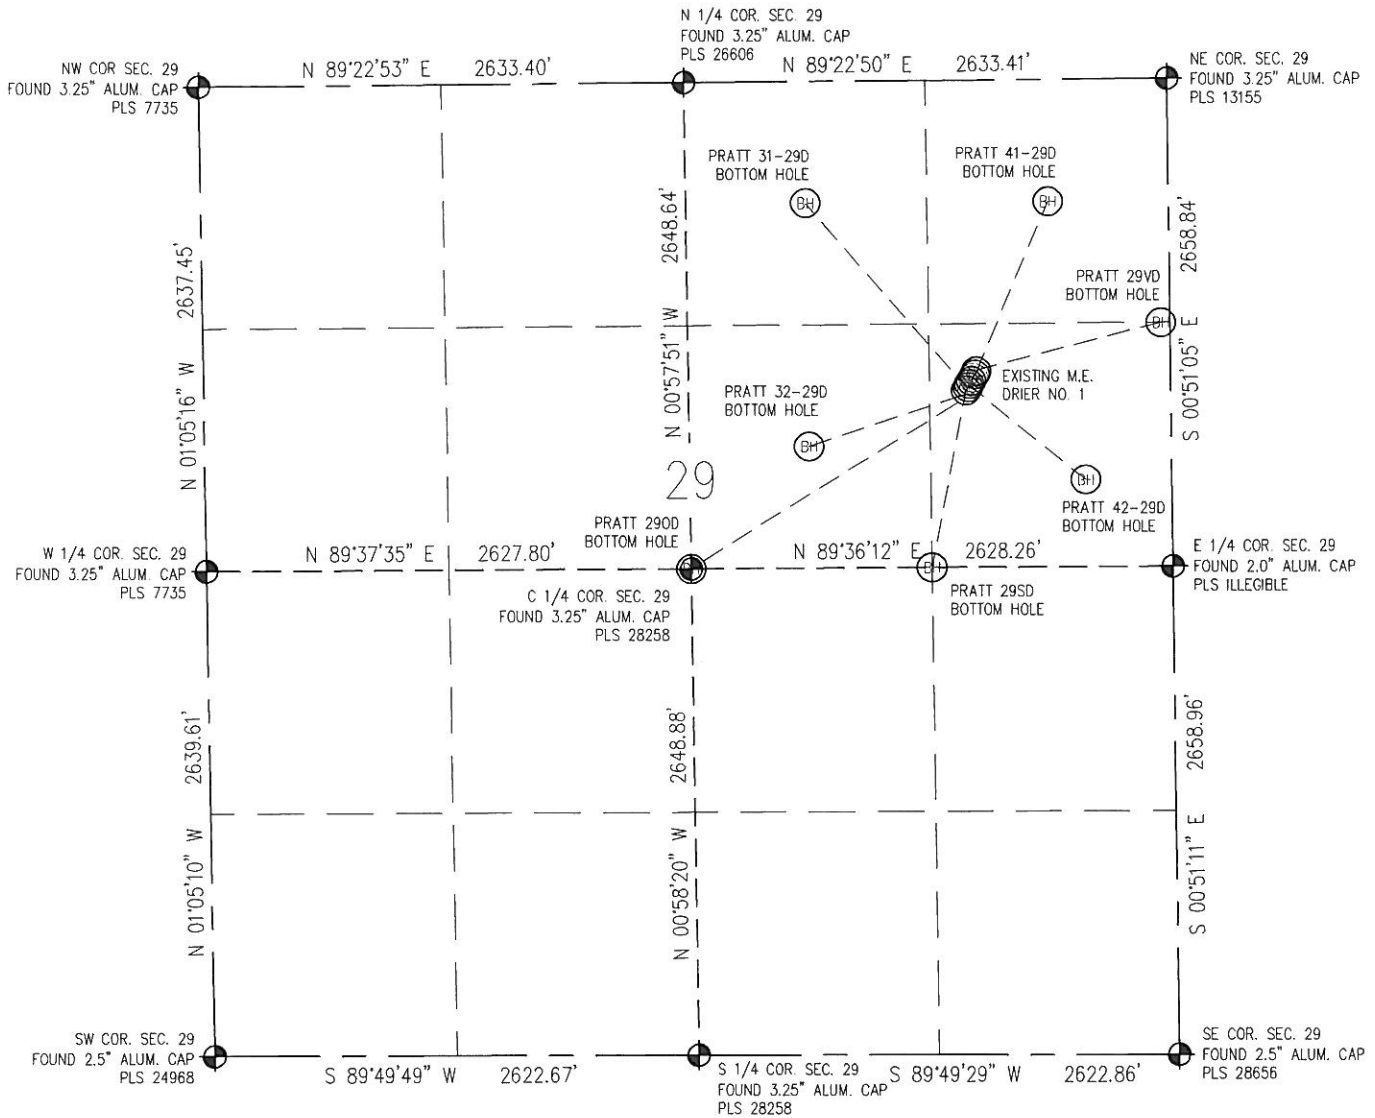 N 1/4 COR. SEC. 29
FOUND 3.25" ALUM. CAP
PLS 26606
NW COR SEC. 29
FOUND 3.25" ALUM. CAP
PLS 7735
N 89°22'53" E 2633.40'
N 89°22'50" E 2633.41'
NE COR. SEC. 29
FOUND 3.25" ALUM. CAP
PLS 13155
PRATT 31-29D
BOTTOM HOLE
BH
PRATT 41-29D
BOTTOM HOLE
BH
2637.45'
N 01°05'16" W
2648.64'
N 00°57'51" W
2658.84'
S 00°51'05" E
PRATT 29VD
BOTTOM HOLE
BH
EXISTING M.E.
DRIER NO. 1
PRATT 32-29D
BOTTOM HOLE
BH
29
BH
PRATT 42-29D
BOTTOM HOLE
PRATT 29OD
BOTTOM HOLE
W 1/4 COR. SEC. 29
FOUND 3.25" ALUM. CAP
PLS 7735
N 89°37'35" E 2627.80'
N 89°36'12" E 2628.26'
BH
E 1/4 COR. SEC. 29
FOUND 2.0" ALUM. CAP
PLS ILLEGIBLE
C 1/4 COR. SEC. 29
FOUND 3.25" ALUM. CAP
PLS 28258
PRATT 29SD
BOTTOM HOLE
2639.61'
N 01°05'10" W
2648.88'
N 00°58'20" W
2658.96'
S 00°51'11" E
SW COR. SEC. 29
FOUND 2.5" ALUM. CAP
PLS 24968
S 89°49'49" W 2622.67'
S 1/4 COR. SEC. 29
FOUND 3.25" ALUM. CAP
PLS 28258
S 89°49'29" W 2622.86'
SE COR. SEC. 29
FOUND 2.5" ALUM. CAP
PLS 28656